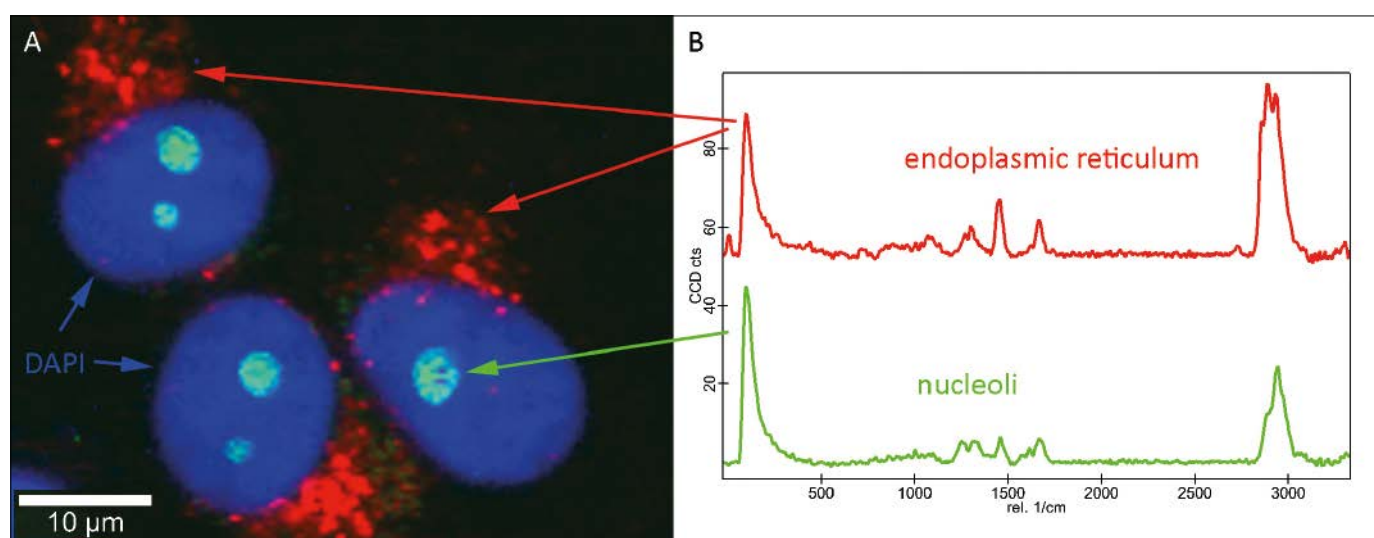 A
DAPI
10 μm
B
CCD cts
80
60
40
20
endoplasmic reticulum
nucleoli
500
1000
1500
2000
2500
3000
rel. 1/cm